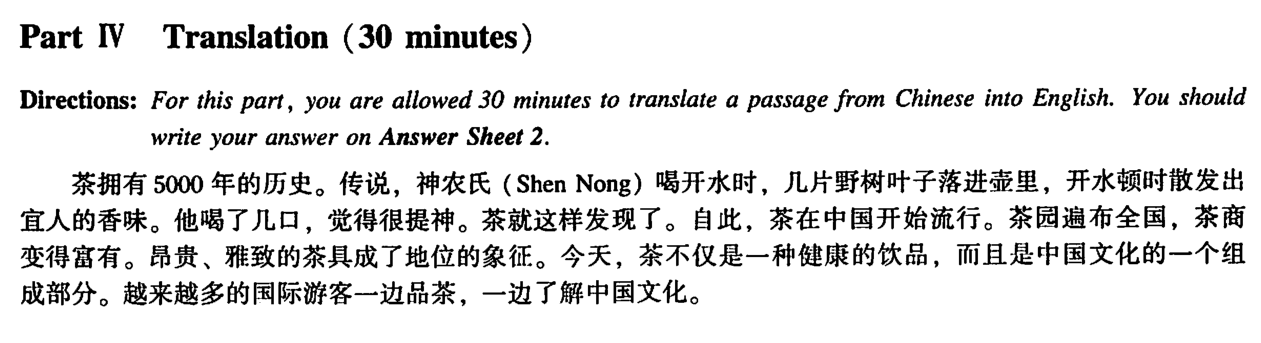 Part Ⅳ Translation (30 minutes)
Directions: For this part, you are allowed 30 minutes to translate a passage from Chinese into English. You should
write your answer on Answer Sheet 2.
茶拥有 5000 年的历史。传说，神农氏 (Shen Nong) 喝开水时，几片野树叶子落进壶里，开水顿时散发出
宜人的香味。他喝了几口，觉得很提神。茶就这样发现了。自此，茶在中国开始流行。茶园遍布全国，茶商
变得富有。昂贵、雅致的茶具成了地位的象征。今天，茶不仅是一种健康的饮品，而且是中国文化的一个组
成部分。越来越多的国际游客一边品茶，一边了解中国文化。